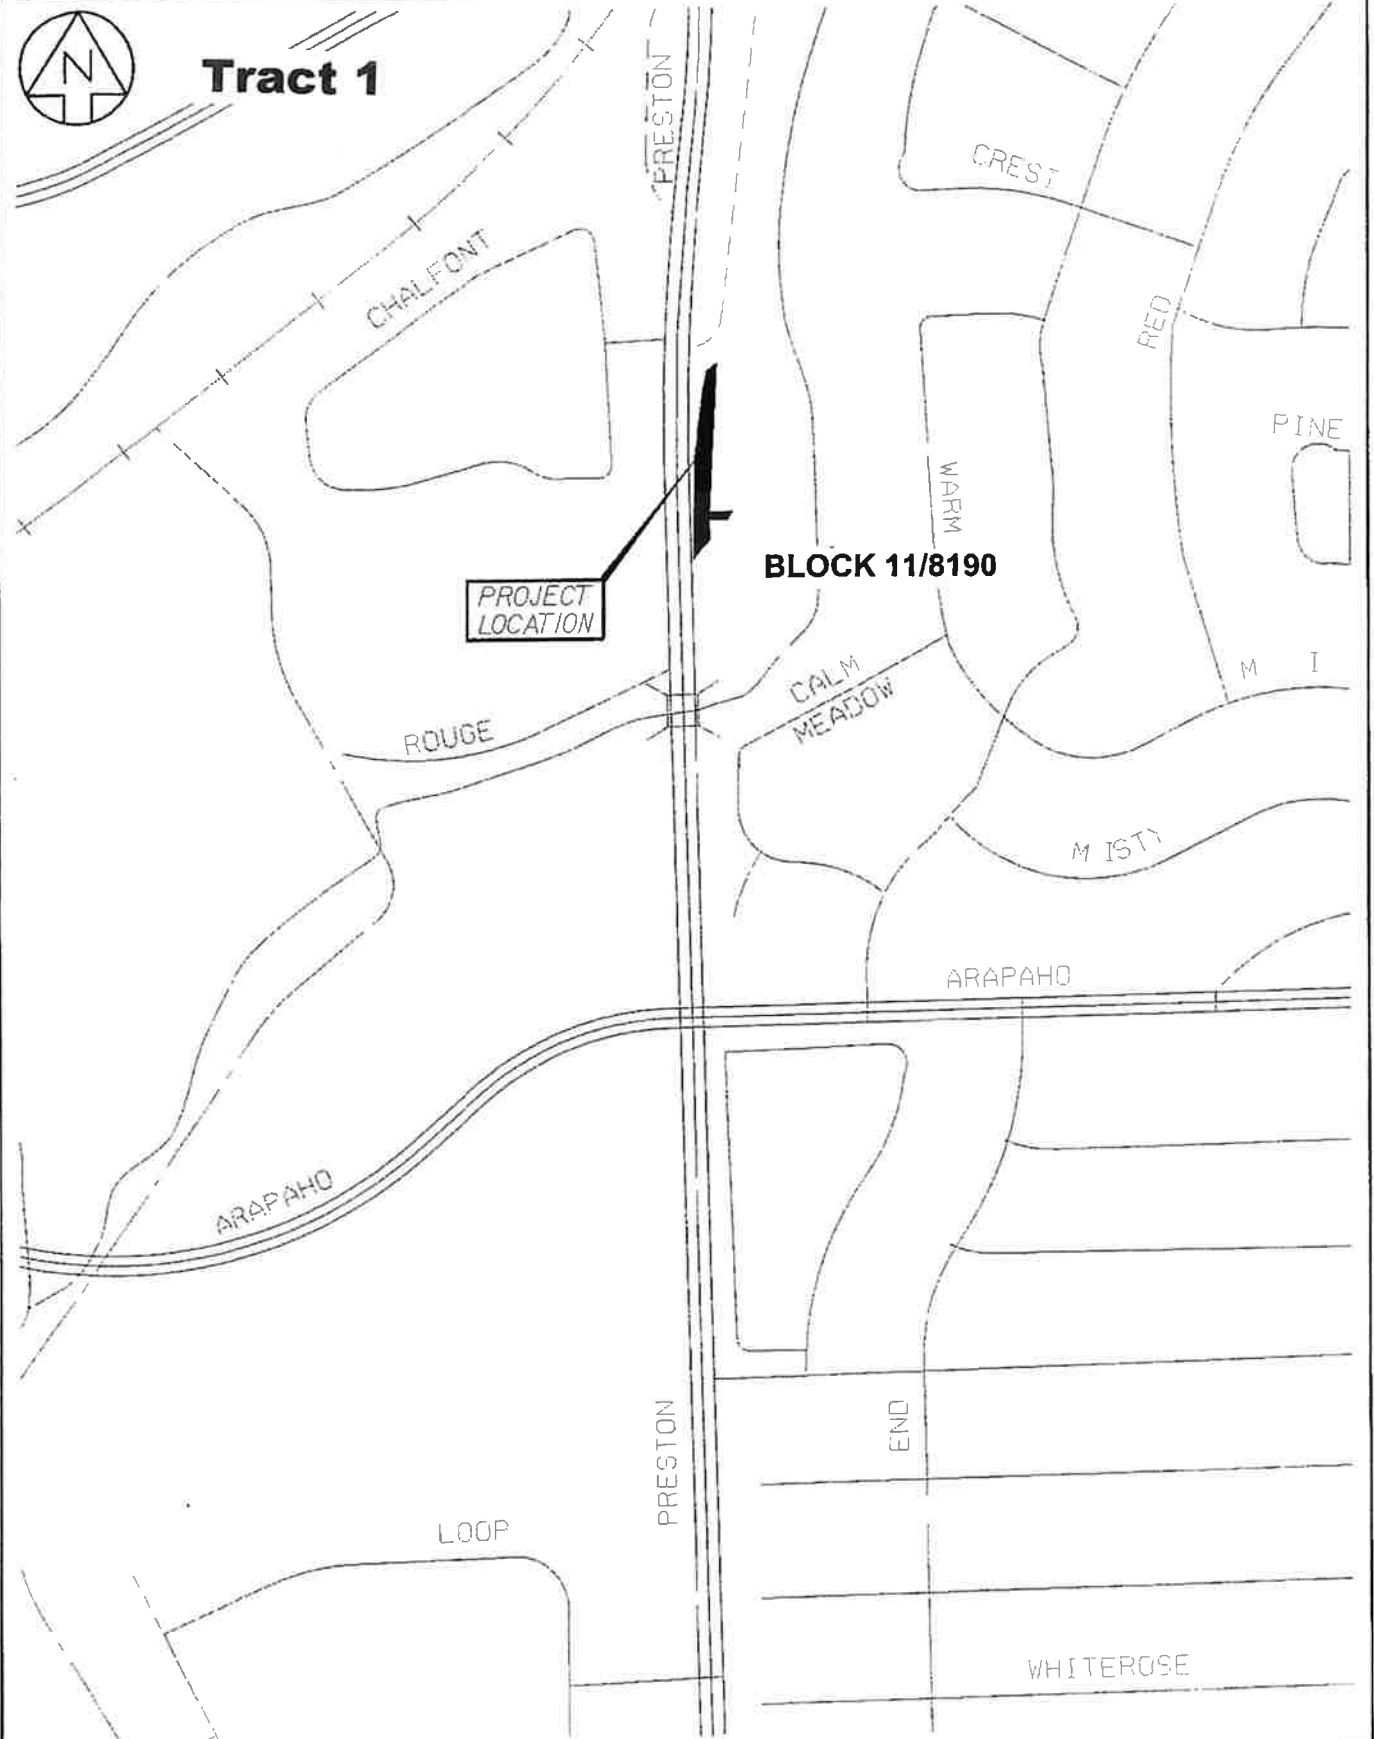 N
Tract 1
PRESTON
CREST
CHALFONT
RED
PINE
WARM
BLOCK 11/8190
PROJECT
LOCATION
M I
CALM
MEADOW
ROUGE
MISTY
ARAPAHO
ARAPAHO
PRESTON
END
LOOP
WHITEROSE